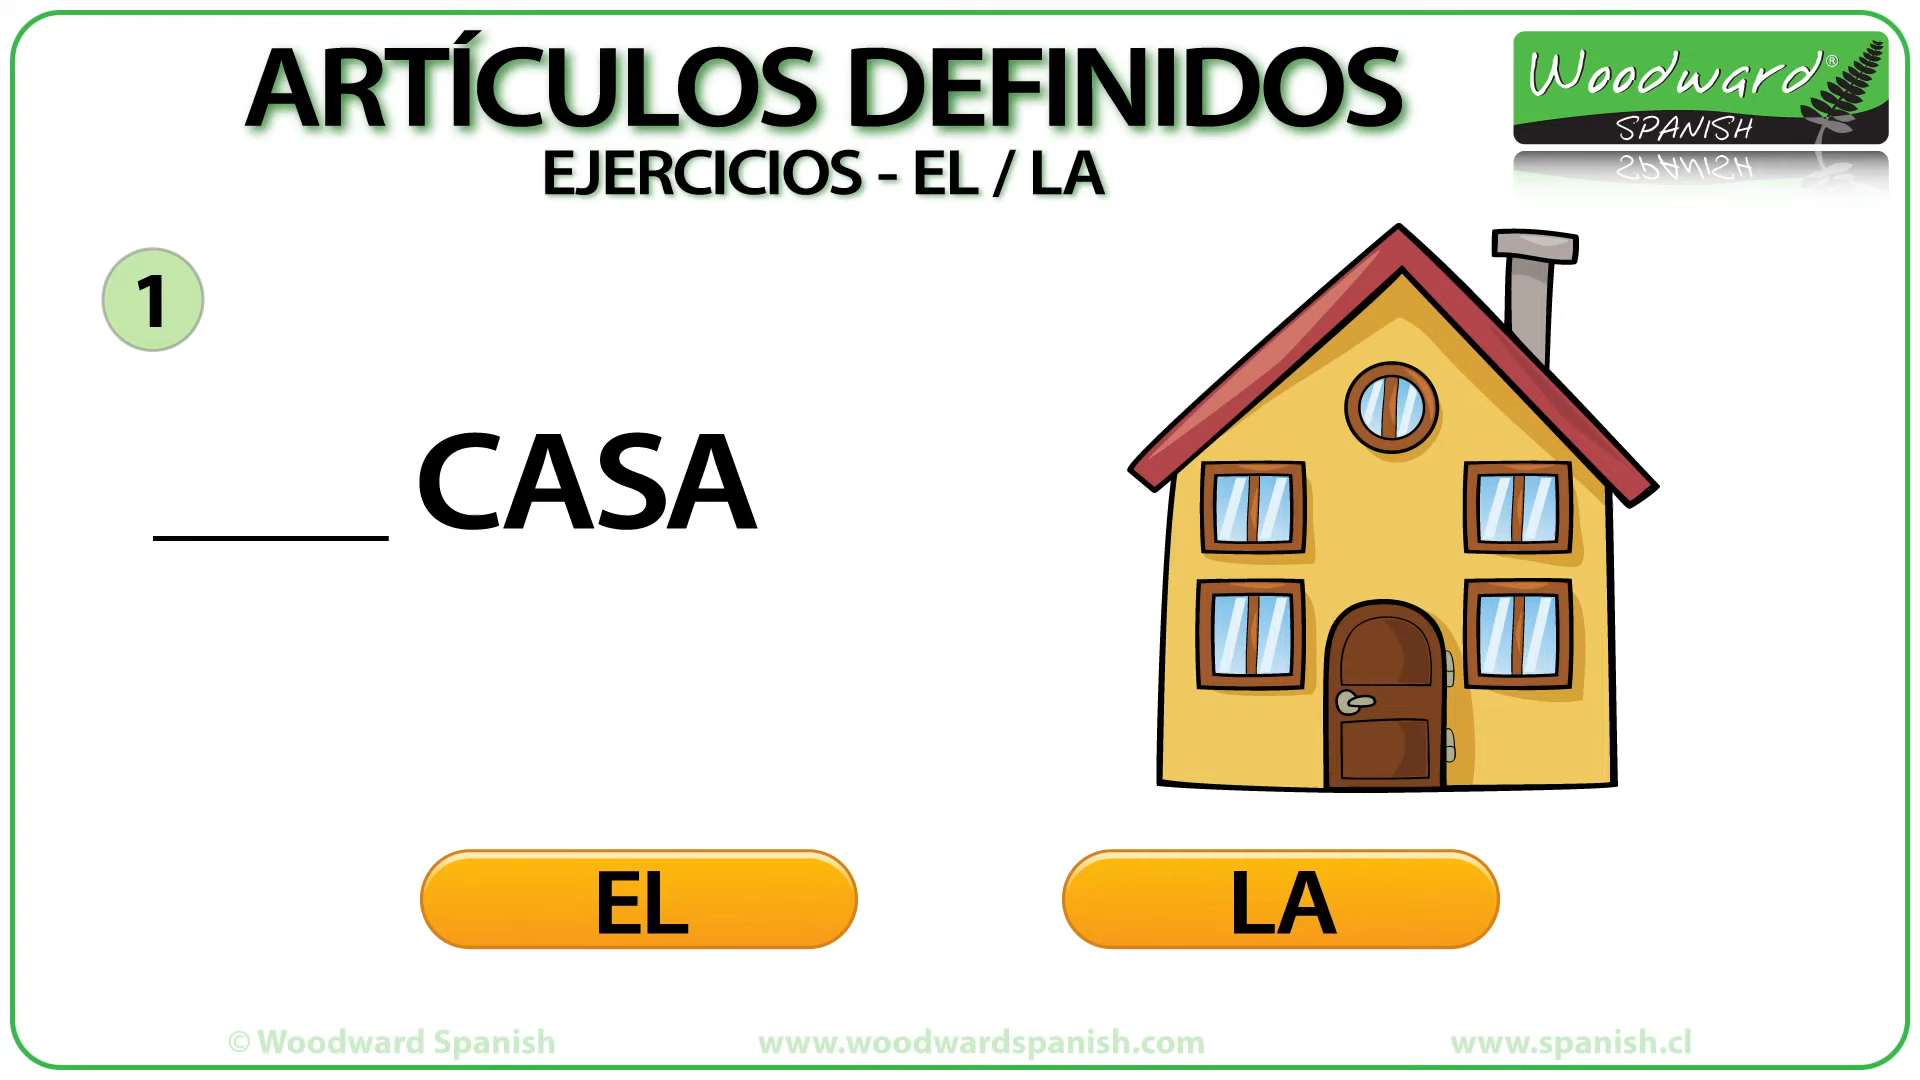 ARTÍCULOS DEFINIDOS
EJERCICIOS - EL / LA
Woodward®
SPANISH
1
_____ CASA
EL
LA
© Woodward Spanish
www.woodwardspanish.com
www.spanish.cl